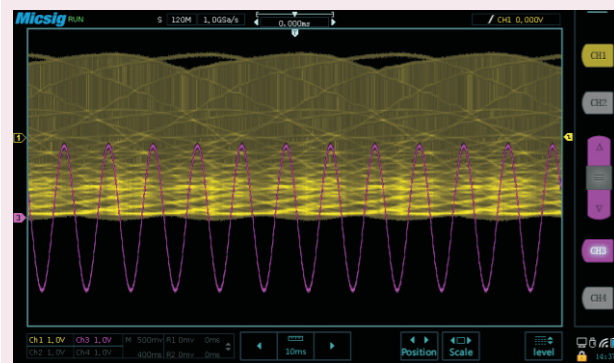 Micsig RUN S 120M 1.0GSa/s 0.000ms CH1 0.000V
T
CH1
1
CH2
3
CH3
CH4
Ch1 1.0V Ch3 1.0V M 500mv R1 0mv 0ms
Ch2 1.0V Ch4 1.0V 400ms R2 0mv 0ms
10ms
Position Scale level